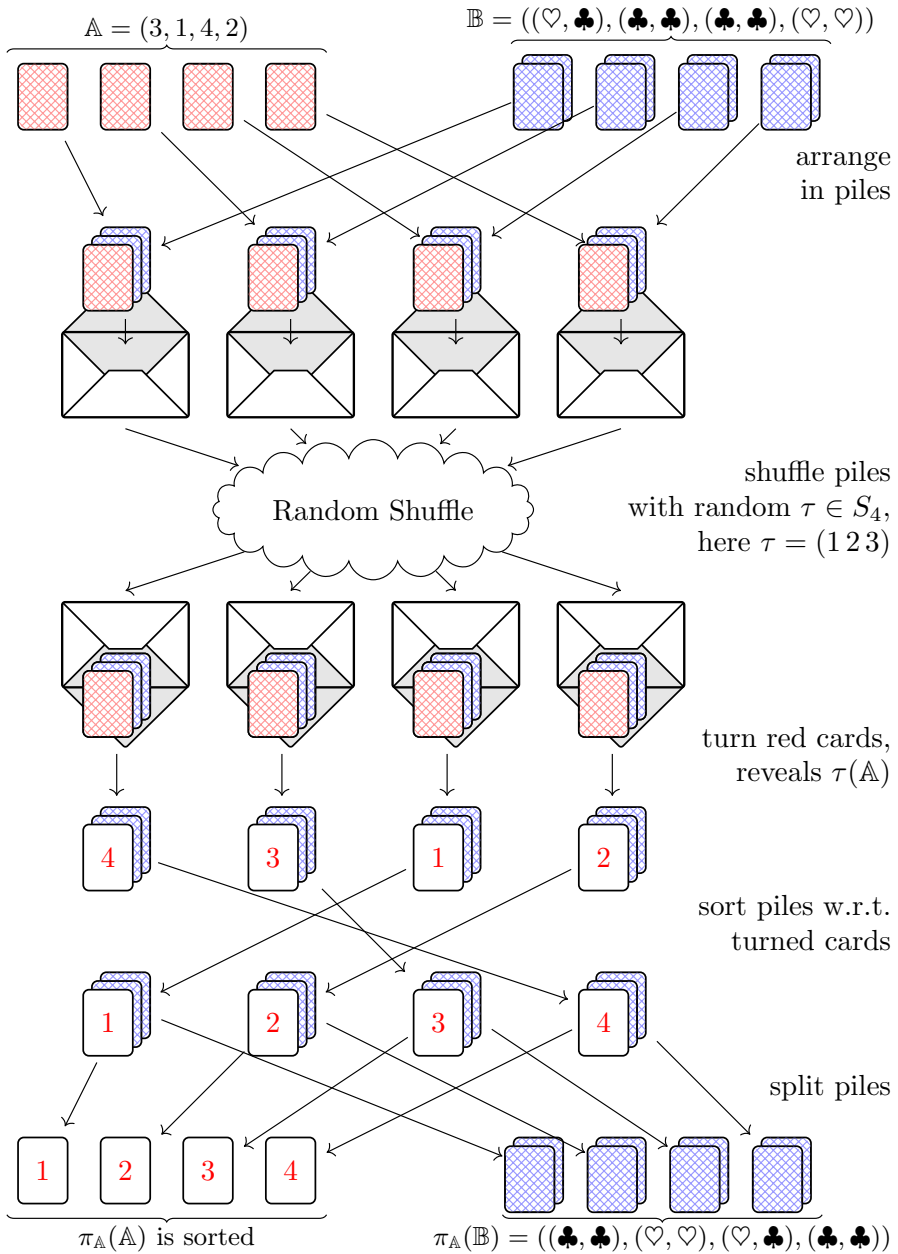 𝔸 = (3, 1, 4, 2)
𝔹 = ((♡, ♣), (♣, ♣), (♣, ♣), (♡, ♡))
arrange
in piles
Random Shuffle
shuffle piles
with random τ ∈ S₄,
here τ = (1 2 3)
turn red cards,
reveals τ(𝔸)
4 3 1 2
sort piles w.r.t.
turned cards
1 2 3 4
split piles
1 2 3 4
π_𝔸(𝔸) is sorted
π_𝔸(𝔹) = ((♣, ♣), (♡, ♡), (♡, ♣), (♣, ♣))